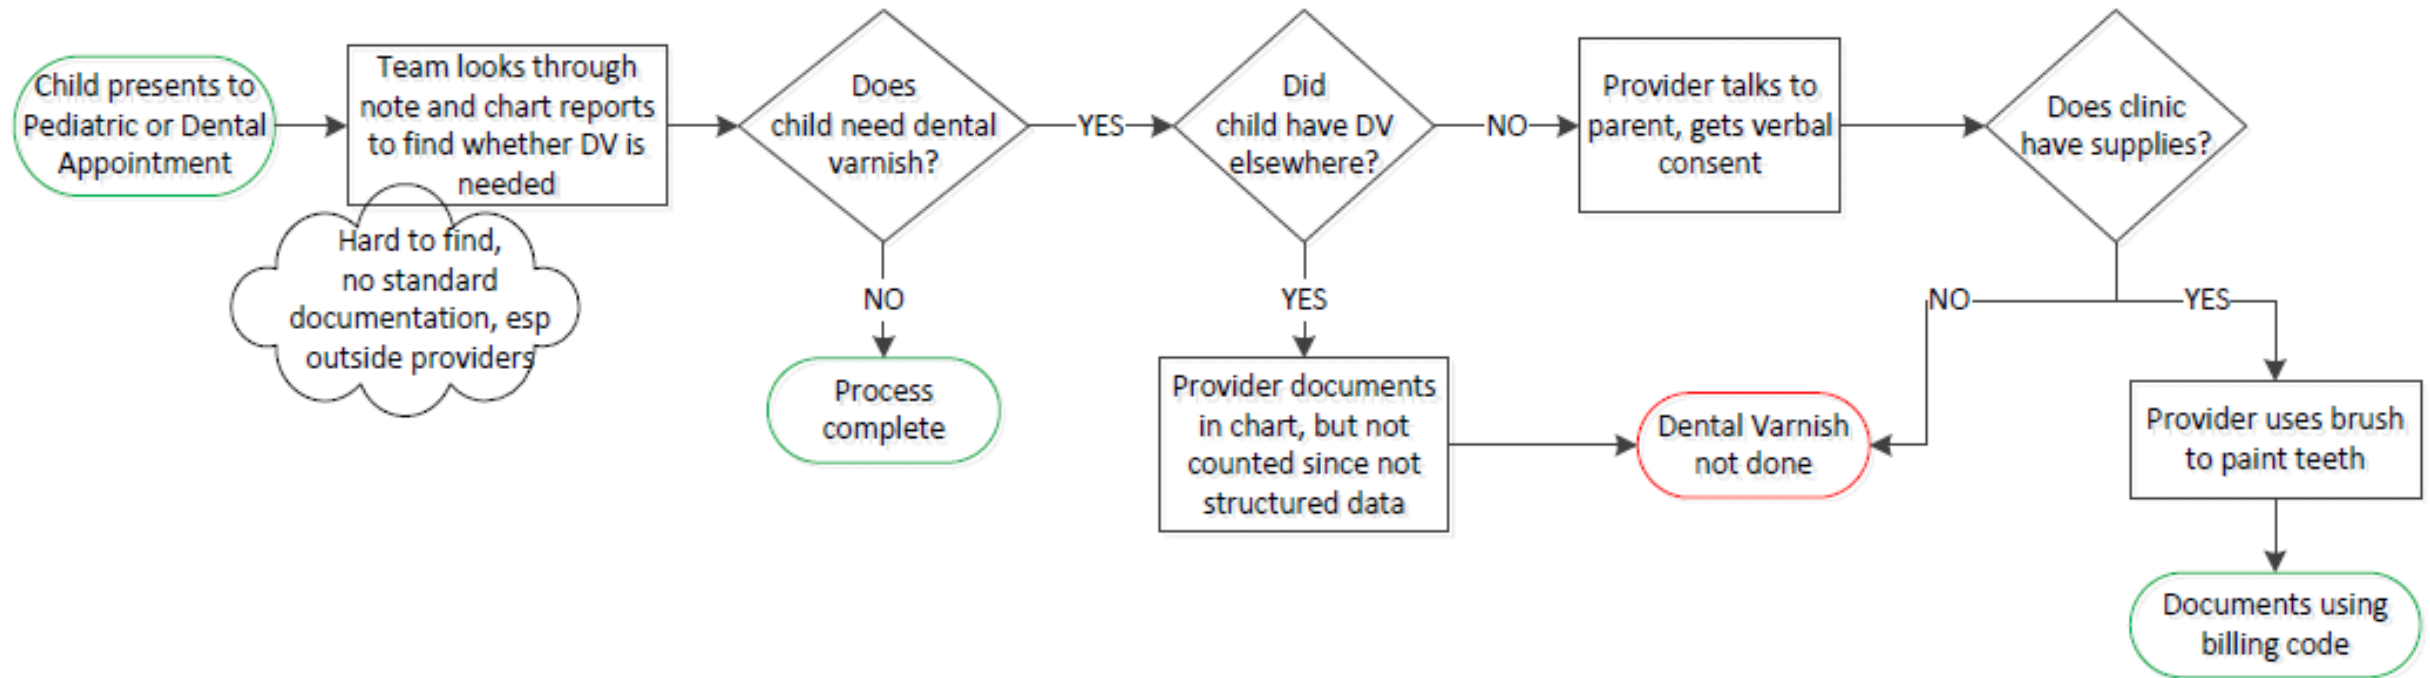 Child presents to
Pediatric or Dental
Appointment
Team looks through
note and chart reports
to find whether DV is
needed
Hard to find,
no standard
documentation, esp
outside providers
Does
child need dental
varnish?
YES
NO
Process
complete
Did
child have DV
elsewhere?
NO
YES
Provider documents
in chart, but not
counted since not
structured data
Provider talks to
parent, gets verbal
consent
Does clinic
have supplies?
NO
YES
Dental Varnish
not done
Provider uses brush
to paint teeth
Documents using
billing code